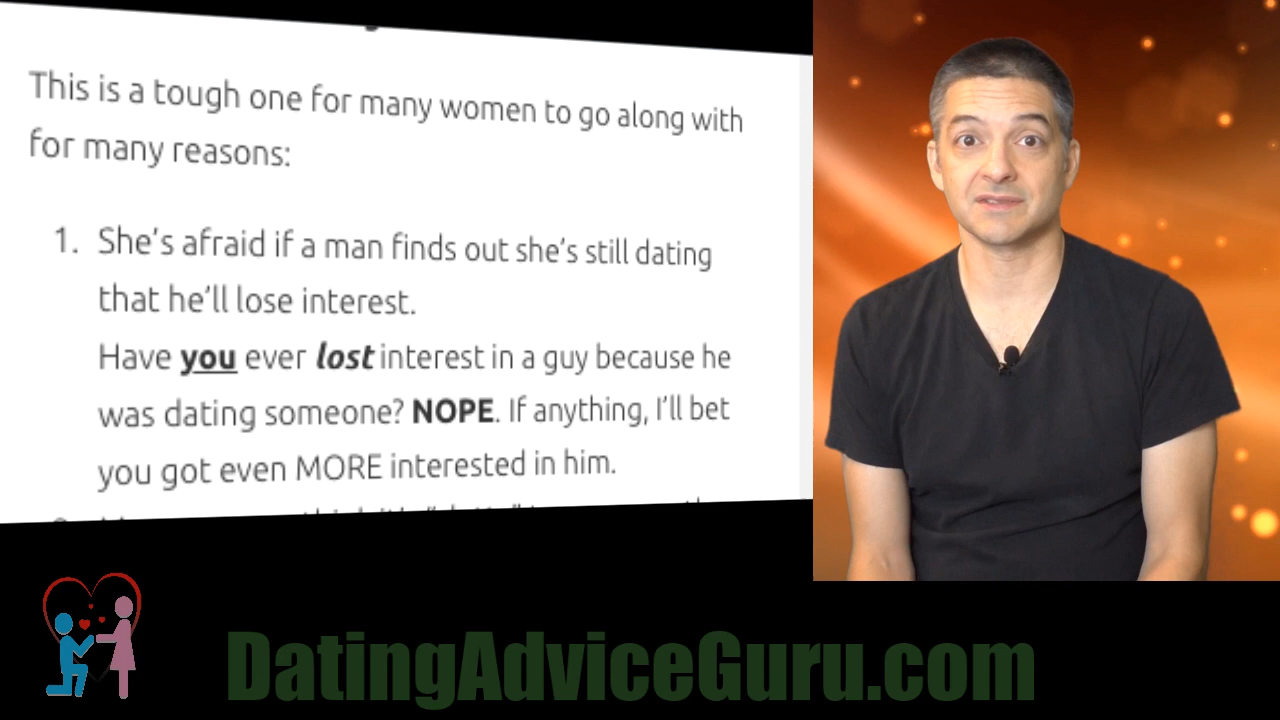 This is a tough one for many women to go along with
for many reasons:
1. She's afraid if a man finds out she's still dating
that he'll lose interest.
Have you ever lost interest in a guy because he
was dating someone? NOPE. If anything, I'll bet
you got even MORE interested in him.
DatingAdviceGuru.com